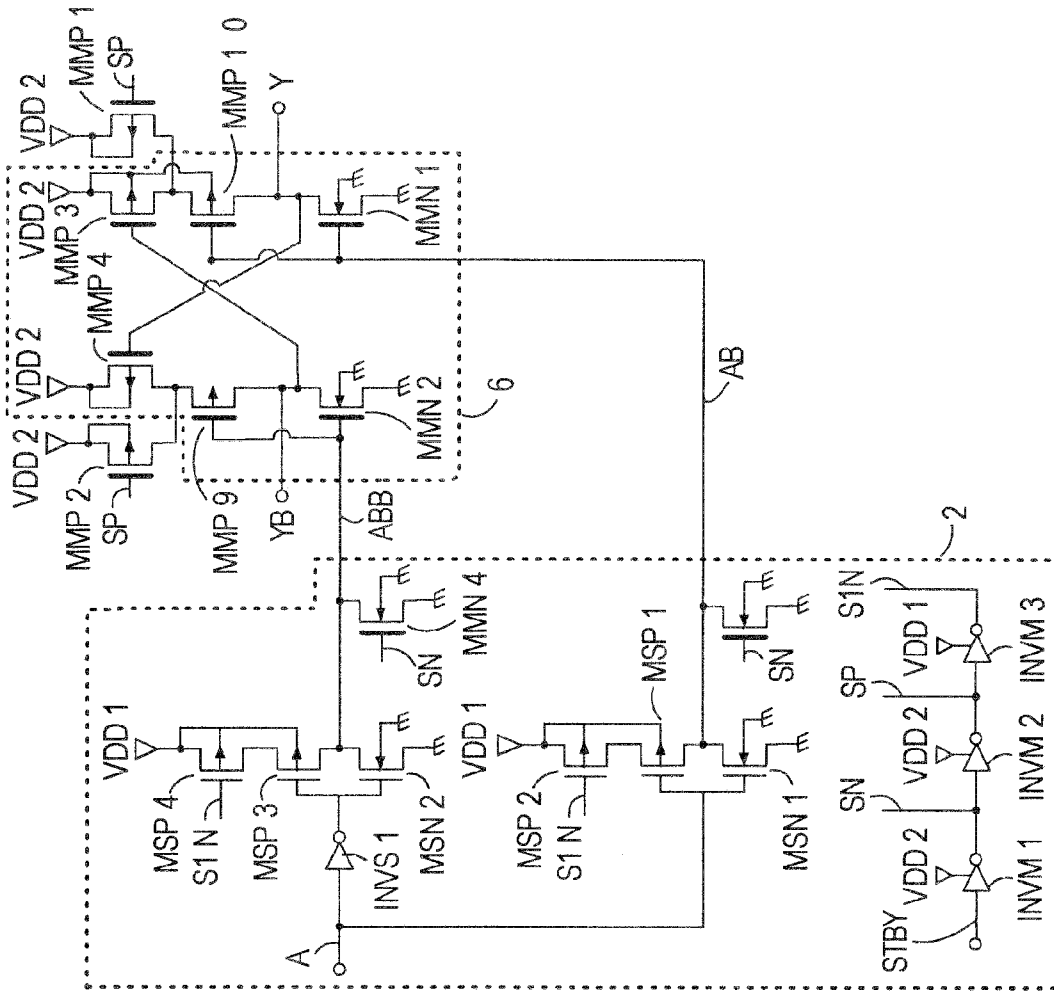 VDD 2
VDD 2
VDD 2
VDD 2
MMP 2
SP
MMP 4
MMP 3
MMP 1
SP
MMP 1 0
MMP 9
YB
Y
MMN 2
MMN 1
6
ABB
AB
VDD 1
MSP 4
S1 N
MSP 3
INVS 1
MSN 2
A
SN
MMN 4
VDD 1
MSP 2
S1N
MSP 1
MSN 1
SN
2
STBY
VDD 2
INVM 1
SN
VDD 2
INVM 2
SP
VDD 1
INVM 3
S1N